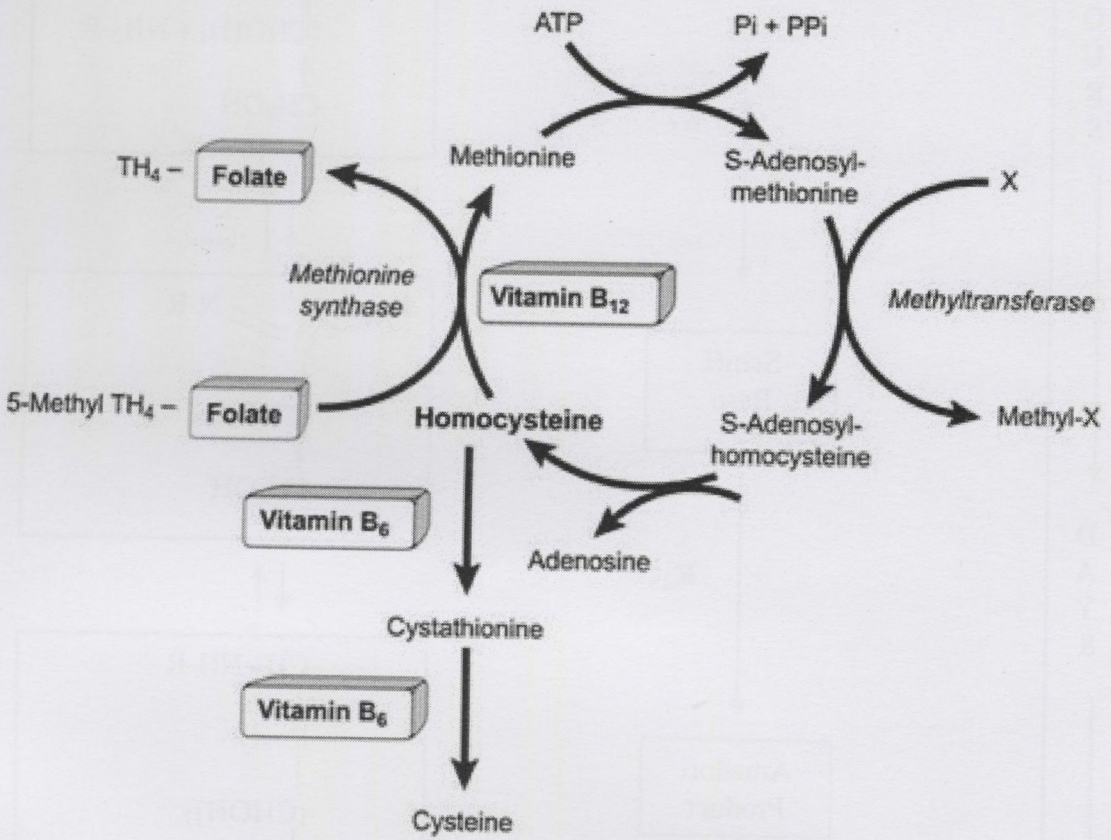 ATP
Pi + PPi
Methionine
S-Adenosyl-
methionine
X
TH₄ – Folate
Methionine
synthase
Vitamin B₁₂
Methyltransferase
5-Methyl TH₄ – Folate
Homocysteine
S-Adenosyl-
homocysteine
Methyl-X
Vitamin B₆
Adenosine
Cystathionine
Vitamin B₆
Cysteine